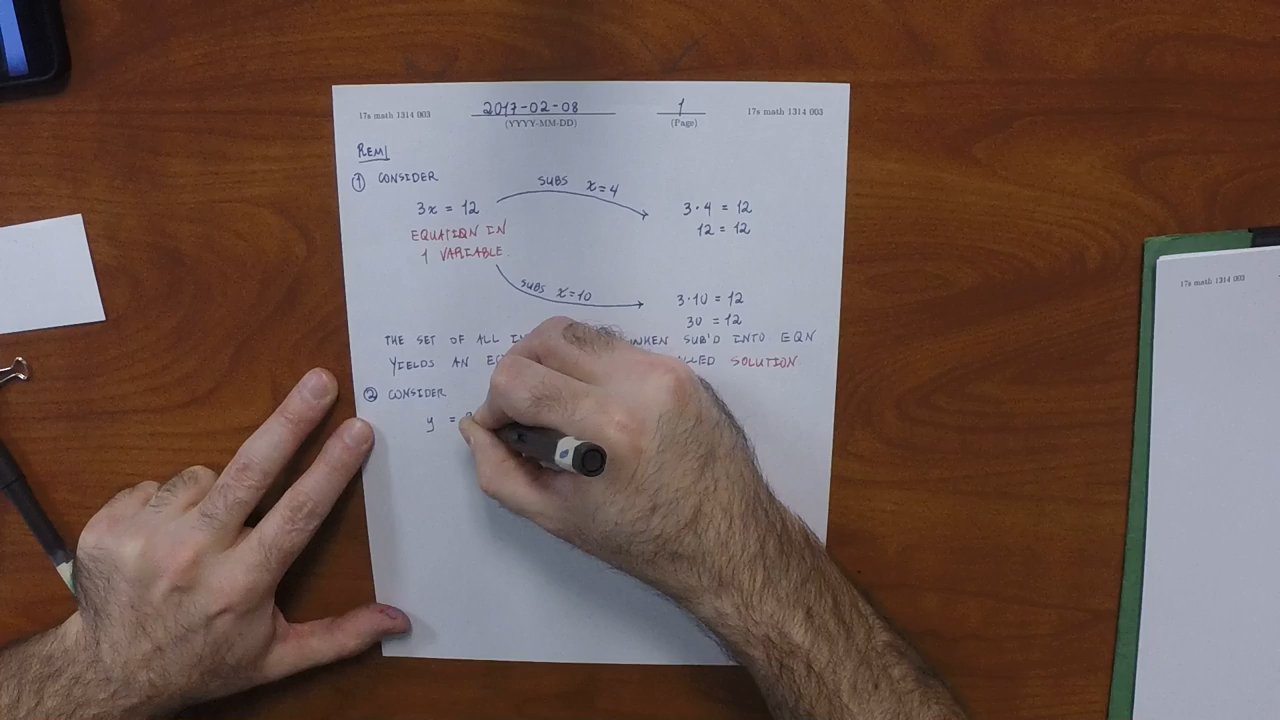 17s math 1314 003 2017-02-08 1 17s math 1314 003
(YYYY-MM-DD) (Page)
REM
① CONSIDER
SUBS x=4
3x = 12 3·4 = 12
EQUATION IN 12 = 12
1 VARIABLE.
SUBS x=10 3·10 = 12
30 = 12
THE SET OF ALL WHEN SUB'D INTO EQN
YIELDS AN SOLUTION
② CONSIDER
y =
17s math 1314 003